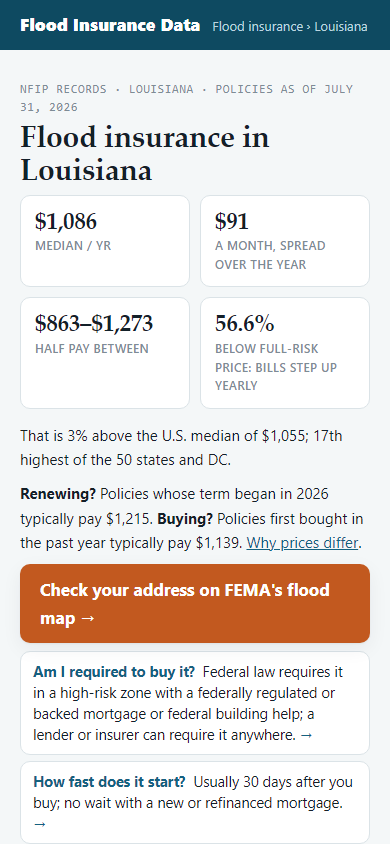 Flood Insurance Data Flood insurance › Louisiana
NFIP RECORDS · LOUISIANA · POLICIES AS OF JULY
31, 2026
Flood insurance in
Louisiana
$1,086
MEDIAN / YR
$91
A MONTH, SPREAD
OVER THE YEAR
$863–$1,273
HALF PAY BETWEEN
56.6%
BELOW FULL-RISK
PRICE: BILLS STEP UP
YEARLY
That is 3% above the U.S. median of $1,055; 17th
highest of the 50 states and DC.
Renewing? Policies whose term began in 2026
typically pay $1,215. Buying? Policies first bought in
the past year typically pay $1,139. Why prices differ.
Check your address on FEMA's flood
map →
Am I required to buy it? Federal law requires it
in a high-risk zone with a federally regulated or
backed mortgage or federal building help; a
lender or insurer can require it anywhere. →
How fast does it start? Usually 30 days after you
buy; no wait with a new or refinanced mortgage.
→